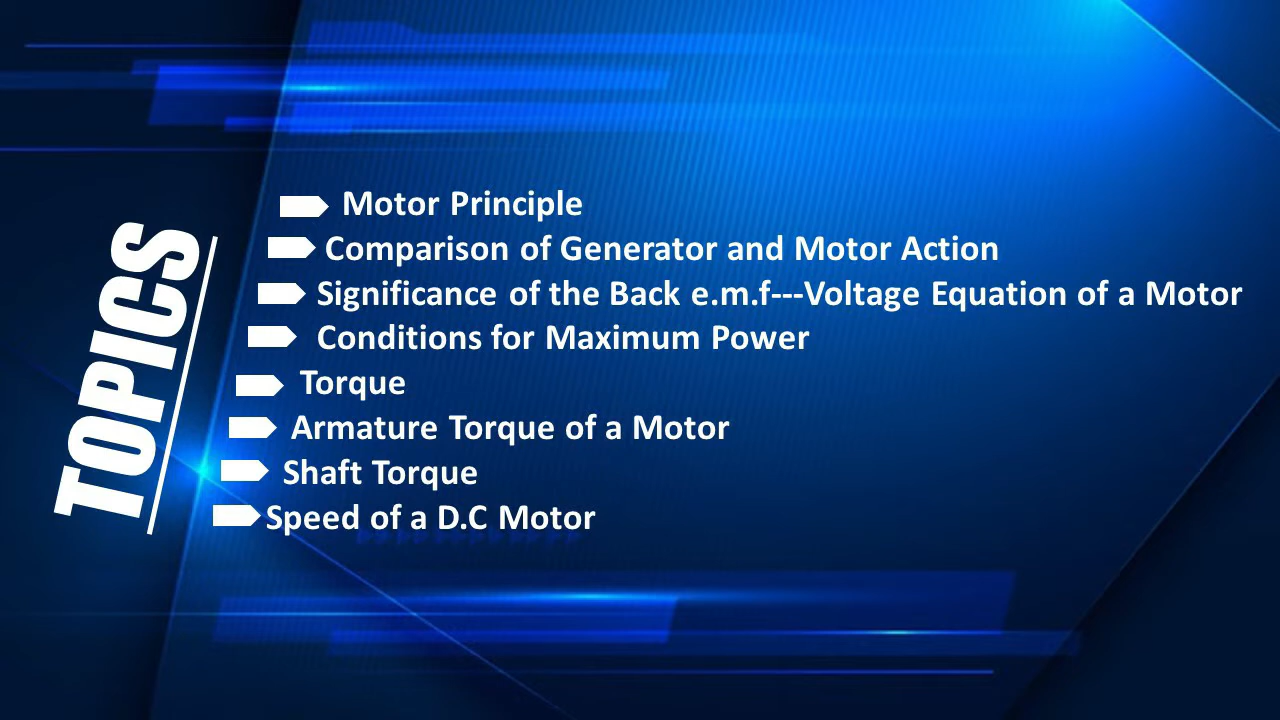 TOPICS
Motor Principle
Comparison of Generator and Motor Action
Significance of the Back e.m.f---Voltage Equation of a Motor
Conditions for Maximum Power
Torque
Armature Torque of a Motor
Shaft Torque
Speed of a D.C Motor